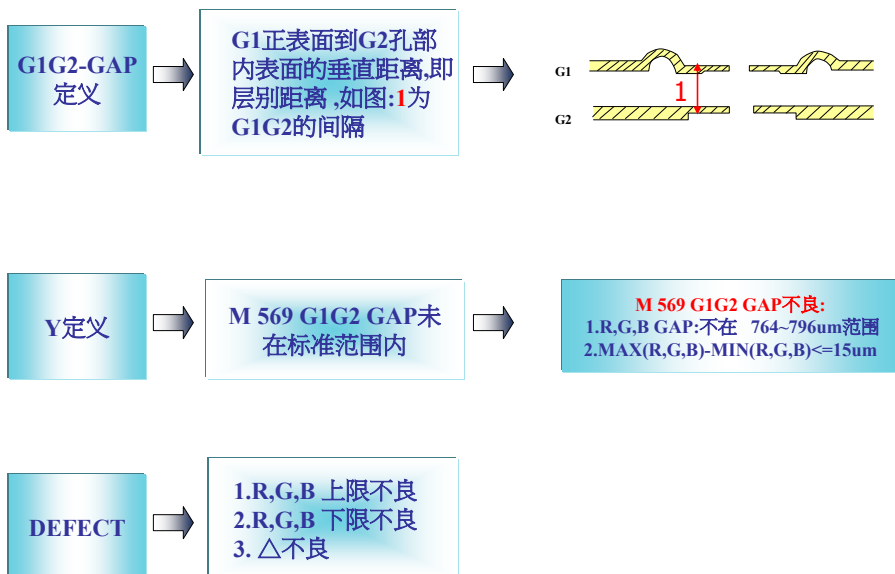 G1G2-GAP
定义
G1正表面到G2孔部
内表面的垂直距离,即
层别距离 ,如图:1为
G1G2的间隔
G1
1
G2
Y定义
M 569 G1G2 GAP未
在标准范围内
M 569 G1G2 GAP不良:
1.R,G,B GAP:不在 764~796um范围
2.MAX(R,G,B)-MIN(R,G,B)<=15um
DEFECT
1.R,G,B 上限不良
2.R,G,B 下限不良
3. △不良